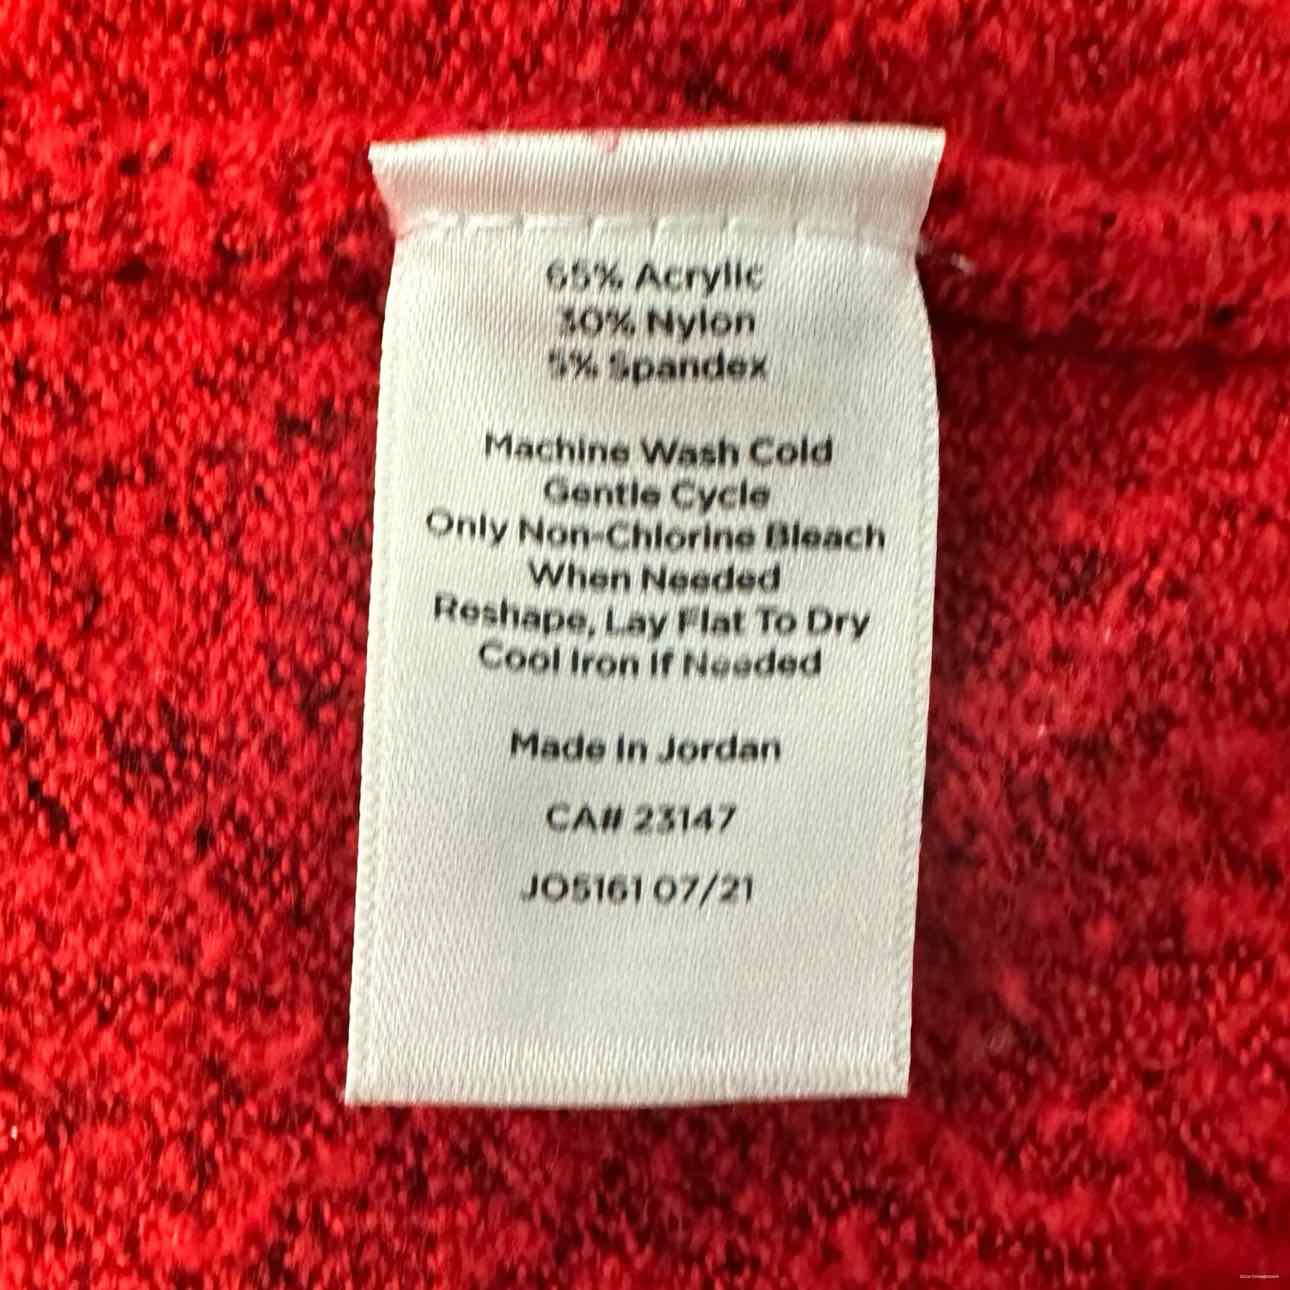 65% Acrylic
30% Nylon
5% Spandex
Machine Wash Cold
Gentle Cycle
Only Non-Chlorine Bleach
When Needed
Reshape, Lay Flat To Dry
Cool Iron If Needed
Made In Jordan
CA# 23147
JO5161 07/21